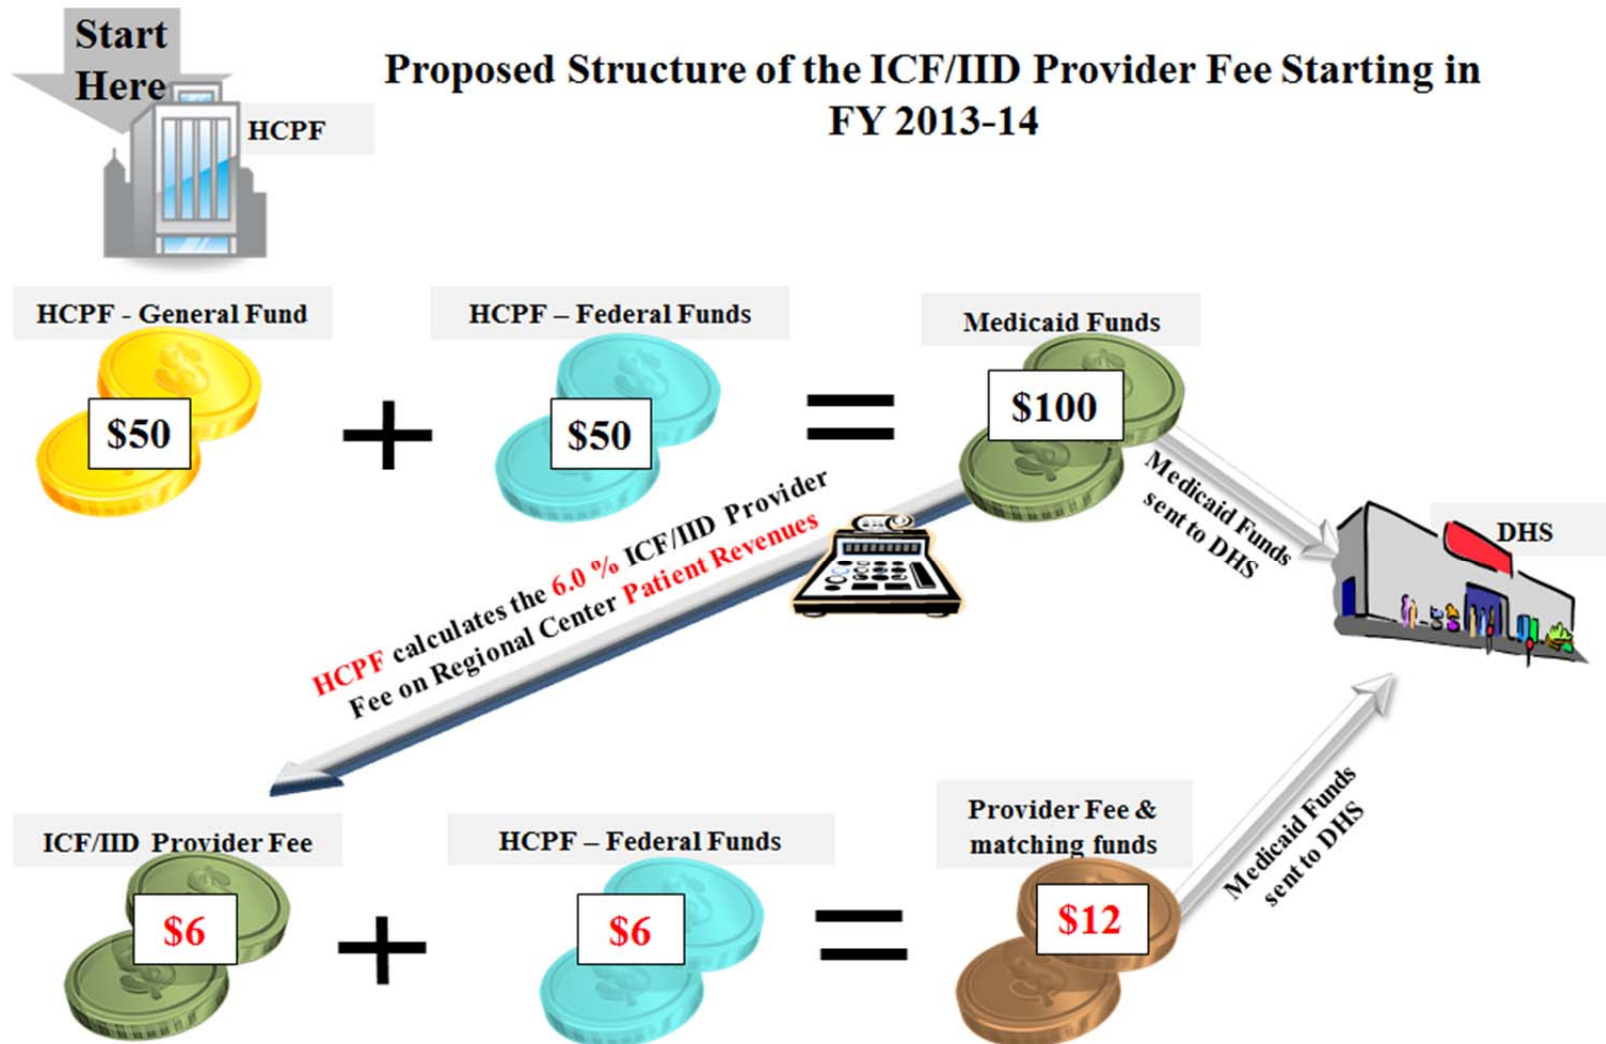 Start
Here
HCPF
Proposed Structure of the ICF/IID Provider Fee Starting in
FY 2013-14
HCPF - General Fund
HCPF – Federal Funds
Medicaid Funds
$50
$50
$100
Medicaid Funds
sent to DHS
DHS
HCPF calculates the 6.0 % ICF/IID Provider
Fee on Regional Center Patient Revenues
ICF/IID Provider Fee
HCPF – Federal Funds
Provider Fee &
matching funds
$6
$6
$12
Medicaid Funds
sent to DHS